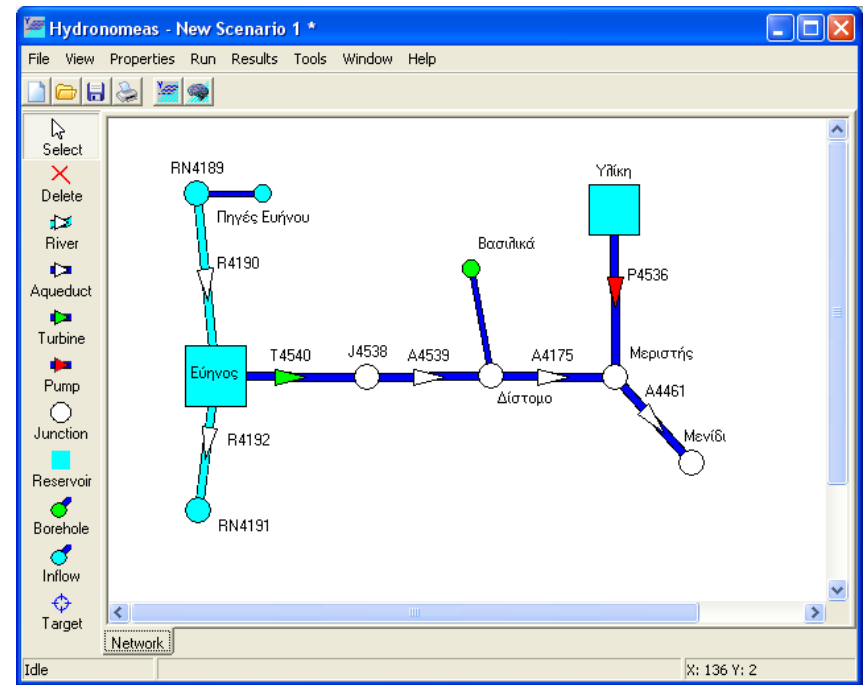 Hydronomeas - New Scenario 1 *
File View Properties Run Results Tools Window Help
Select
Delete
River
Aqueduct
Turbine
Pump
Junction
Reservoir
Borehole
Inflow
Target
RN4189
Πηγές Ευήνου
R4190
Υλίκη
Βασιλικά
P4536
Εύηνος
T4540
J4538
A4539
A4175
Μεριστής
Δίστομο
A4461
Μενίδι
R4192
RN4191
Network
Idle
X: 136 Y: 2